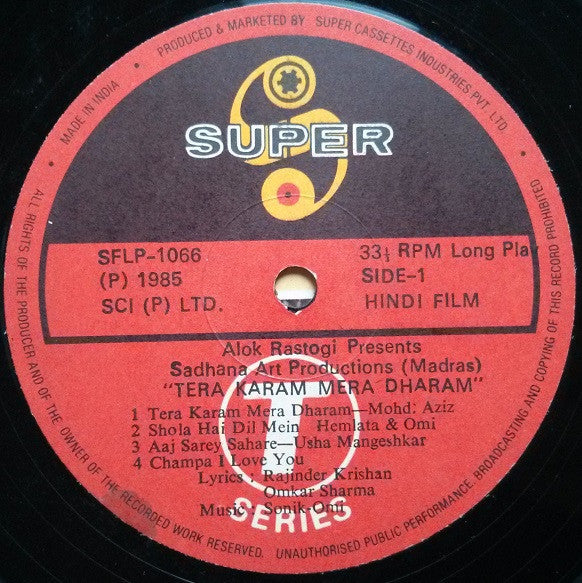 PRODUCED & MARKETED BY SUPER CASSETTES INDUSTRIES PVT. LTD.
• MADE IN INDIA •
SUPER
SFLP-1066
(P) 1985
SCI (P) LTD.
33⅓ RPM Long Play
SIDE-1
HINDI FILM
Alok Rastogi Presents
Sadhana Art Productions (Madras)
"TERA KARAM MERA DHARAM"
1 Tera Karam Mera Dharam—Mohd. Aziz
2 Shola Hai Dil Mein Hemlata & Omi
3 Aaj Sarey Sahare—Usha Mangeshkar
4 Champa I Love You
Lyrics : Rajinder Krishan
Omkar Sharma
Music : Sonik-Omi
T
SERIES
ALL RIGHTS OF THE PRODUCER AND OF THE OWNER OF THE RECORDED WORK RESERVED. UNAUTHORISED PUBLIC PERFORMANCE, BROADCASTING AND COPYING OF THIS RECORD PROHIBITED